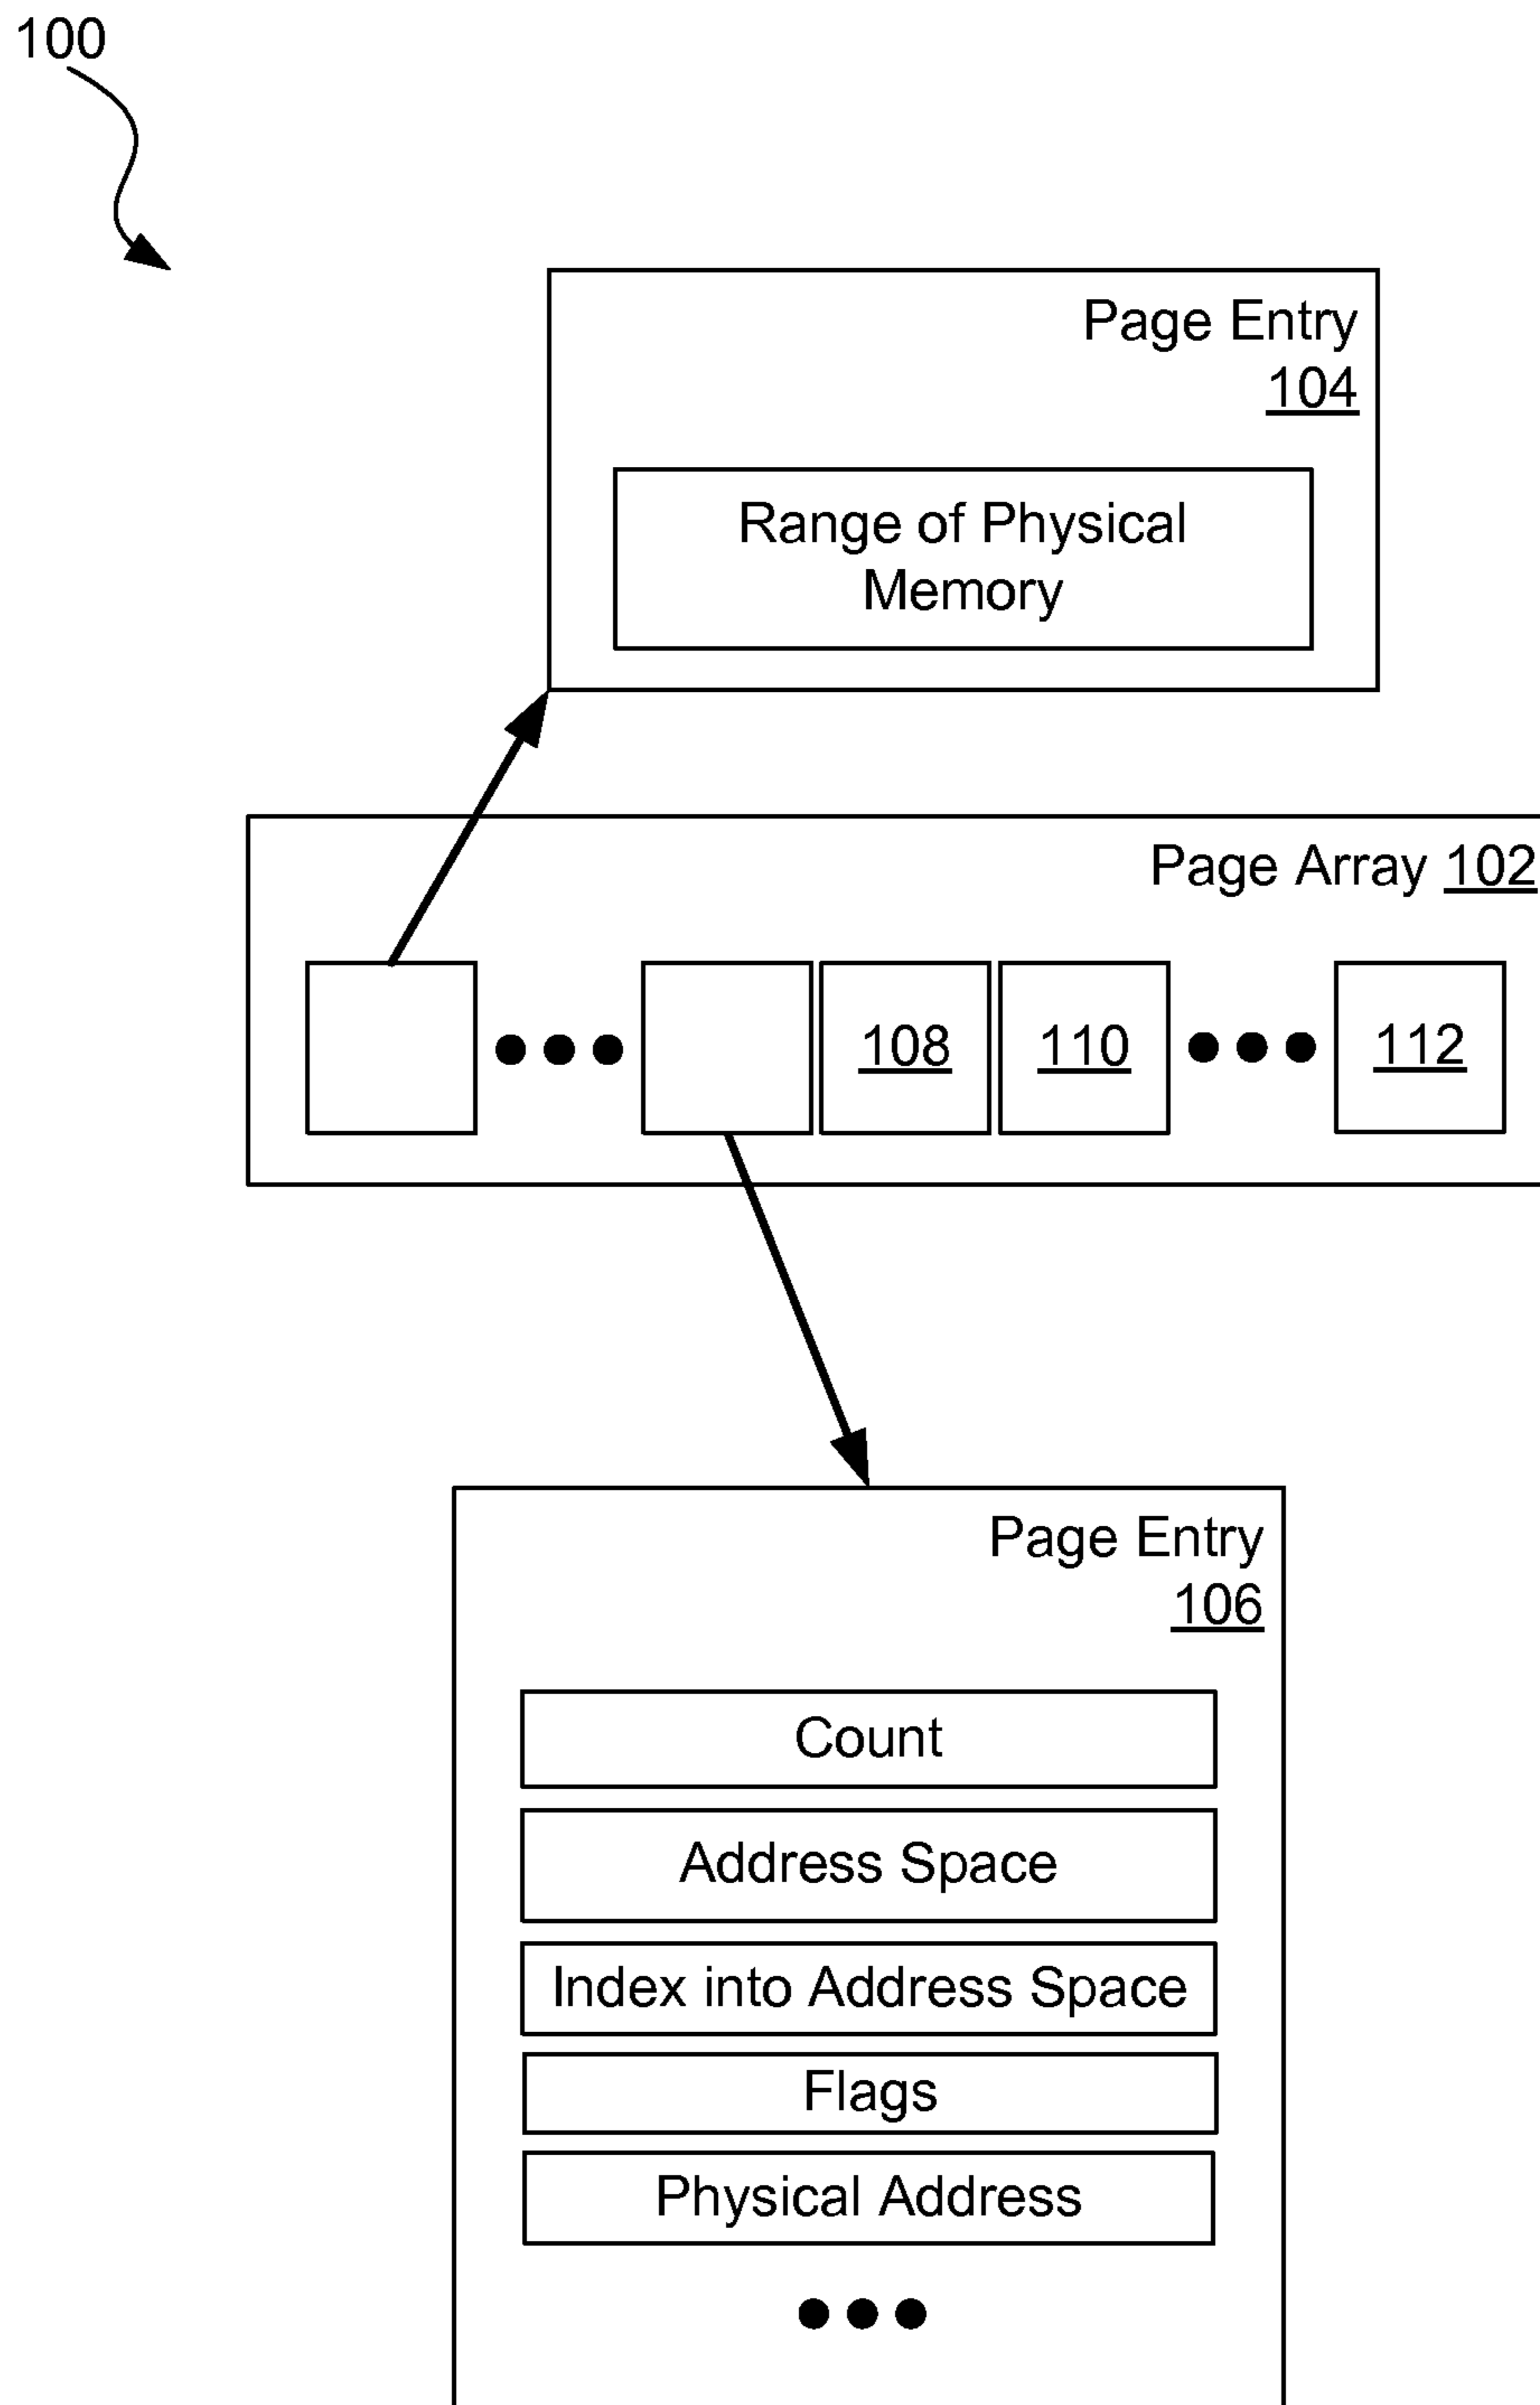 100
Page Entry
104
Range of Physical
Memory
Page Array 102
108
110
112
Page Entry
106
Count
Address Space
Index into Address Space
Flags
Physical Address